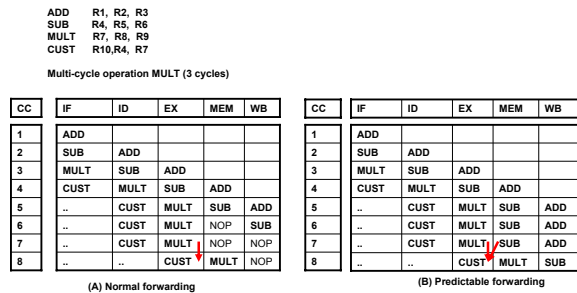 ADD R1, R2, R3
SUB R4, R5, R6
MULT R7, R8, R9
CUST R10,R4, R7
Multi-cycle operation MULT (3 cycles)
CC IF ID EX MEM WB
1 ADD
2 SUB ADD
3 MULT SUB ADD
4 CUST MULT SUB ADD
5 .. CUST MULT SUB ADD
6 .. CUST MULT NOP SUB
7 .. CUST MULT NOP NOP
8 .. .. CUST MULT NOP
(A) Normal forwarding
CC IF ID EX MEM WB
1 ADD
2 SUB ADD
3 MULT SUB ADD
4 CUST MULT SUB ADD
5 .. CUST MULT SUB ADD
6 .. CUST MULT SUB ADD
7 .. CUST MULT SUB ADD
8 .. .. CUST MULT SUB
(B) Predictable forwarding